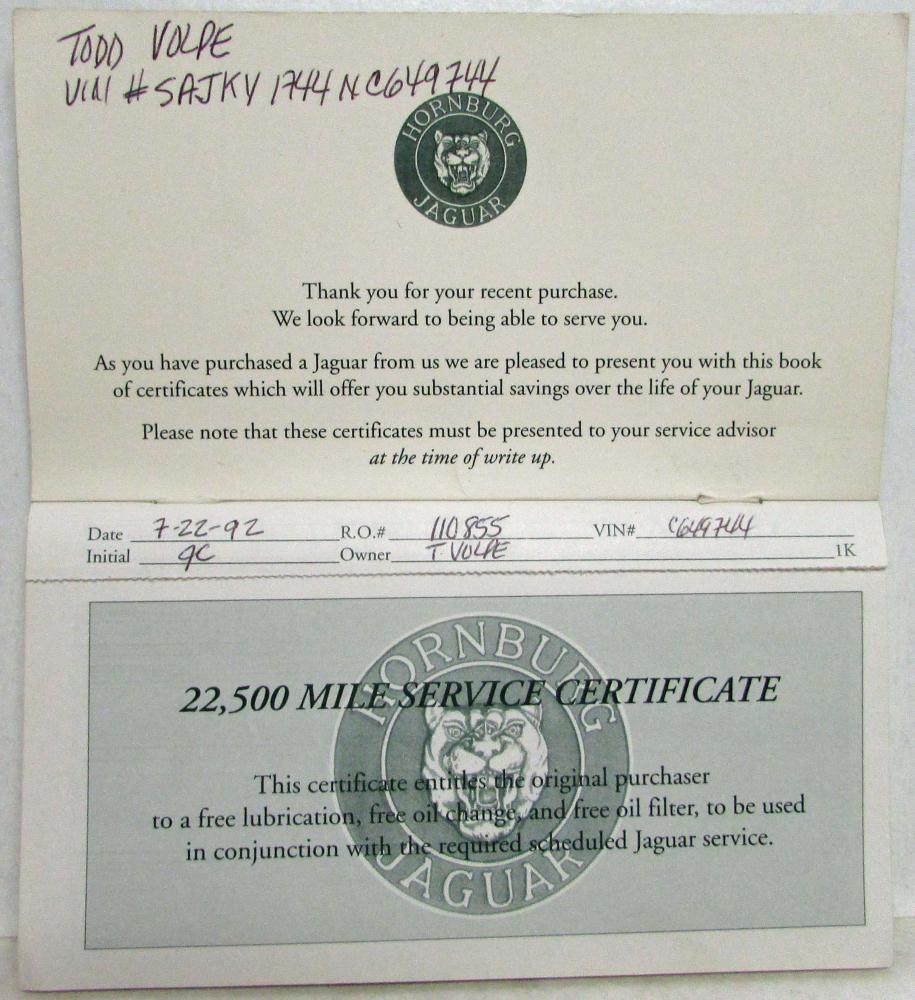 TODD VOLPE
VIN # SAJKY 1744 NC649744
HORNBURG
JAGUAR
Thank you for your recent purchase.
We look forward to being able to serve you.
As you have purchased a Jaguar from us we are pleased to present you with this book
of certificates which will offer you substantial savings over the life of your Jaguar.
Please note that these certificates must be presented to your service advisor
at the time of write up.
Date 7-22-92 R.O.# 110855 VIN# C649744
Initial gc Owner T. VOLPE 1K
HORNBURG
22,500 MILE SERVICE CERTIFICATE
This certificate entitles the original purchaser
to a free lubrication, free oil change, and free oil filter, to be used
in conjunction with the required scheduled Jaguar service.
JAGUAR